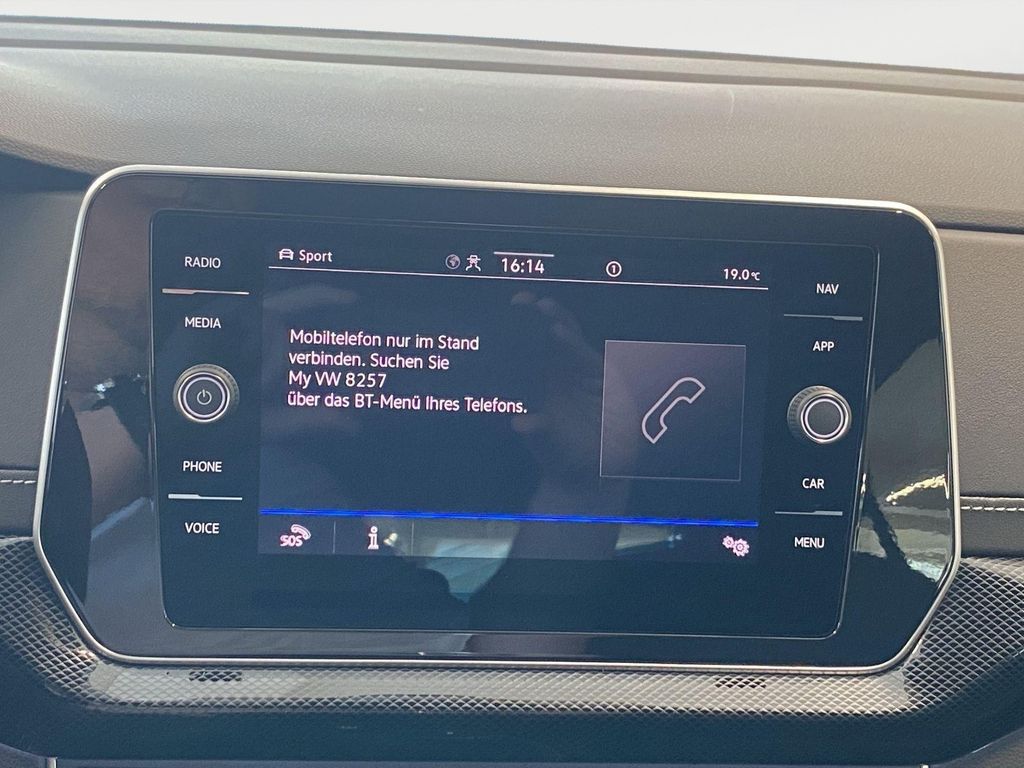 RADIO
MEDIA
PHONE
VOICE
Sport
16:14
1
19.0°C
Mobiltelefon nur im Stand
verbinden. Suchen Sie
My VW 8257
über das BT-Menü Ihres Telefons.
SOS
i
NAV
APP
CAR
MENU